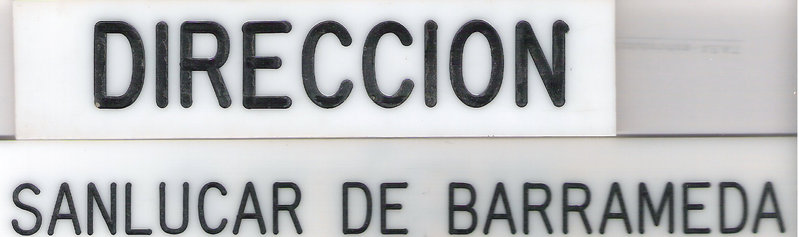 DIRECCION
SANLUCAR DE BARRAMEDA